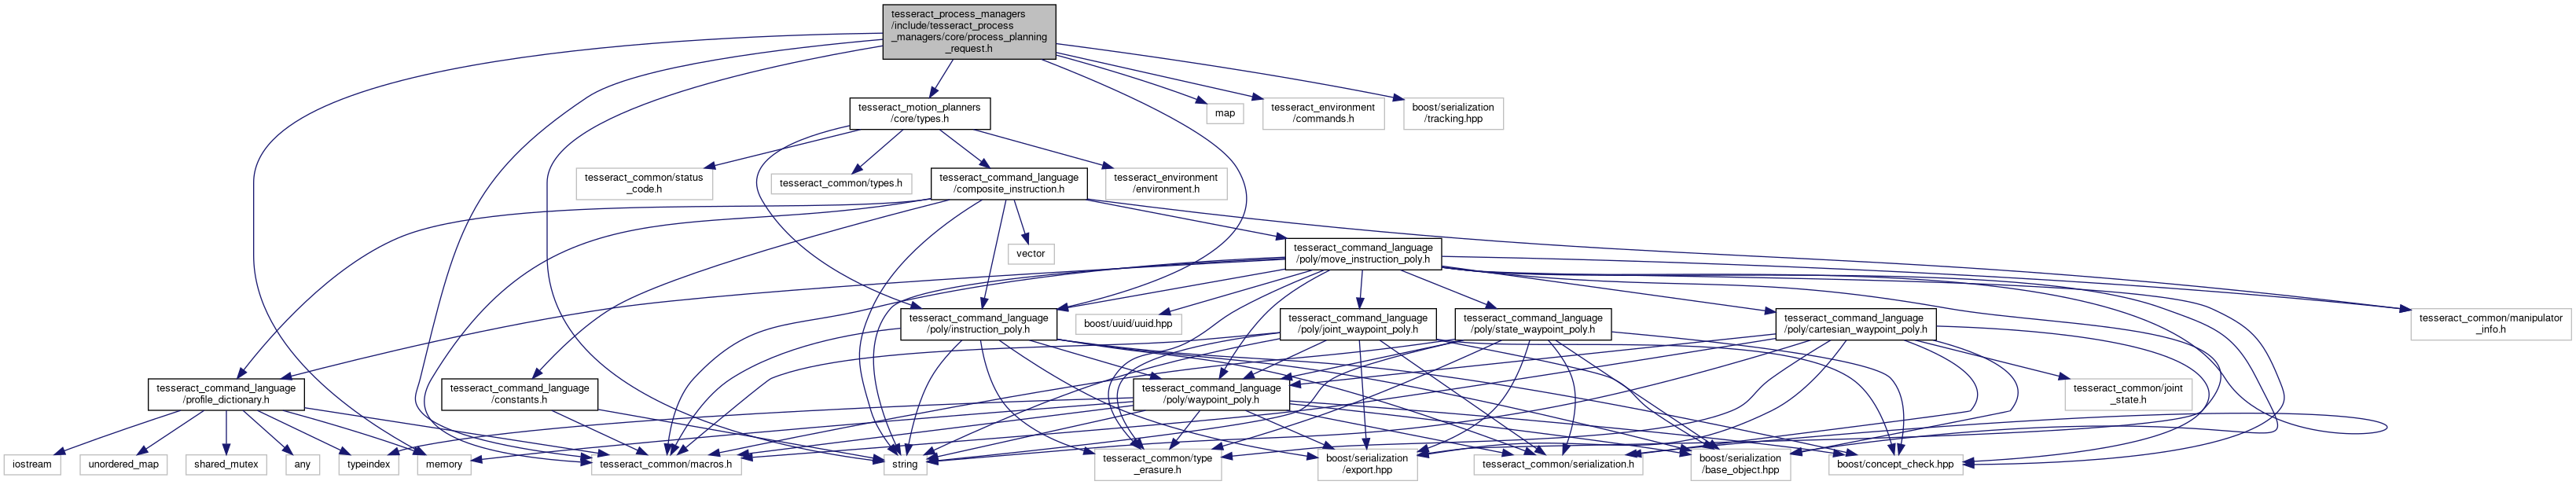 tesseract_process_managers
/include/tesseract_process
_managers/core/process_planning
_request.h
tesseract_motion_planners
/core/types.h
map
tesseract_environment
/commands.h
boost/serialization
/tracking.hpp
tesseract_common/status
_code.h
tesseract_common/types.h
tesseract_command_language
/composite_instruction.h
tesseract_environment
/environment.h
vector
tesseract_command_language
/poly/move_instruction_poly.h
tesseract_command_language
/poly/instruction_poly.h
boost/uuid/uuid.hpp
tesseract_command_language
/poly/joint_waypoint_poly.h
tesseract_command_language
/poly/state_waypoint_poly.h
tesseract_command_language
/poly/cartesian_waypoint_poly.h
tesseract_common/manipulator
_info.h
tesseract_command_language
/profile_dictionary.h
tesseract_command_language
/constants.h
tesseract_command_language
/poly/waypoint_poly.h
tesseract_common/joint
_state.h
iostream
unordered_map
shared_mutex
any
typeindex
memory
tesseract_common/macros.h
string
tesseract_common/type
_erasure.h
boost/serialization
/export.hpp
tesseract_common/serialization.h
boost/serialization
/base_object.hpp
boost/concept_check.hpp